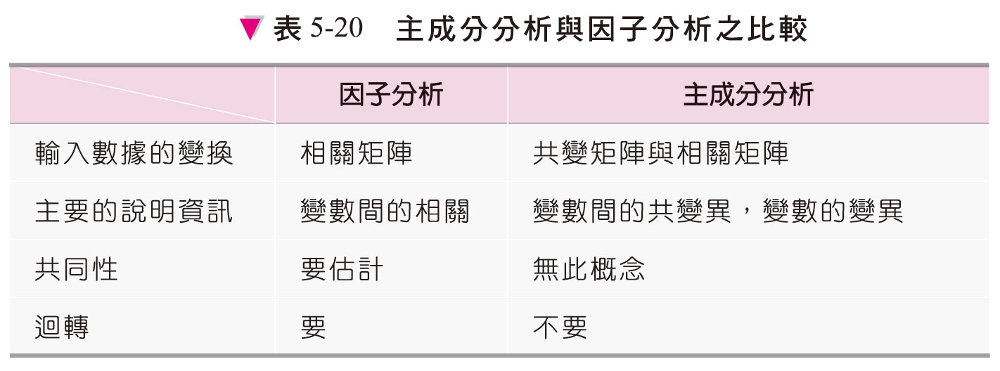 ▼ 表 5-20 主成分分析與因子分析之比較
因子分析 主成分分析
輸入數據的變換 相關矩陣 共變矩陣與相關矩陣
主要的說明資訊 變數間的相關 變數間的共變異，變數的變異
共同性 要估計 無此概念
迴轉 要 不要